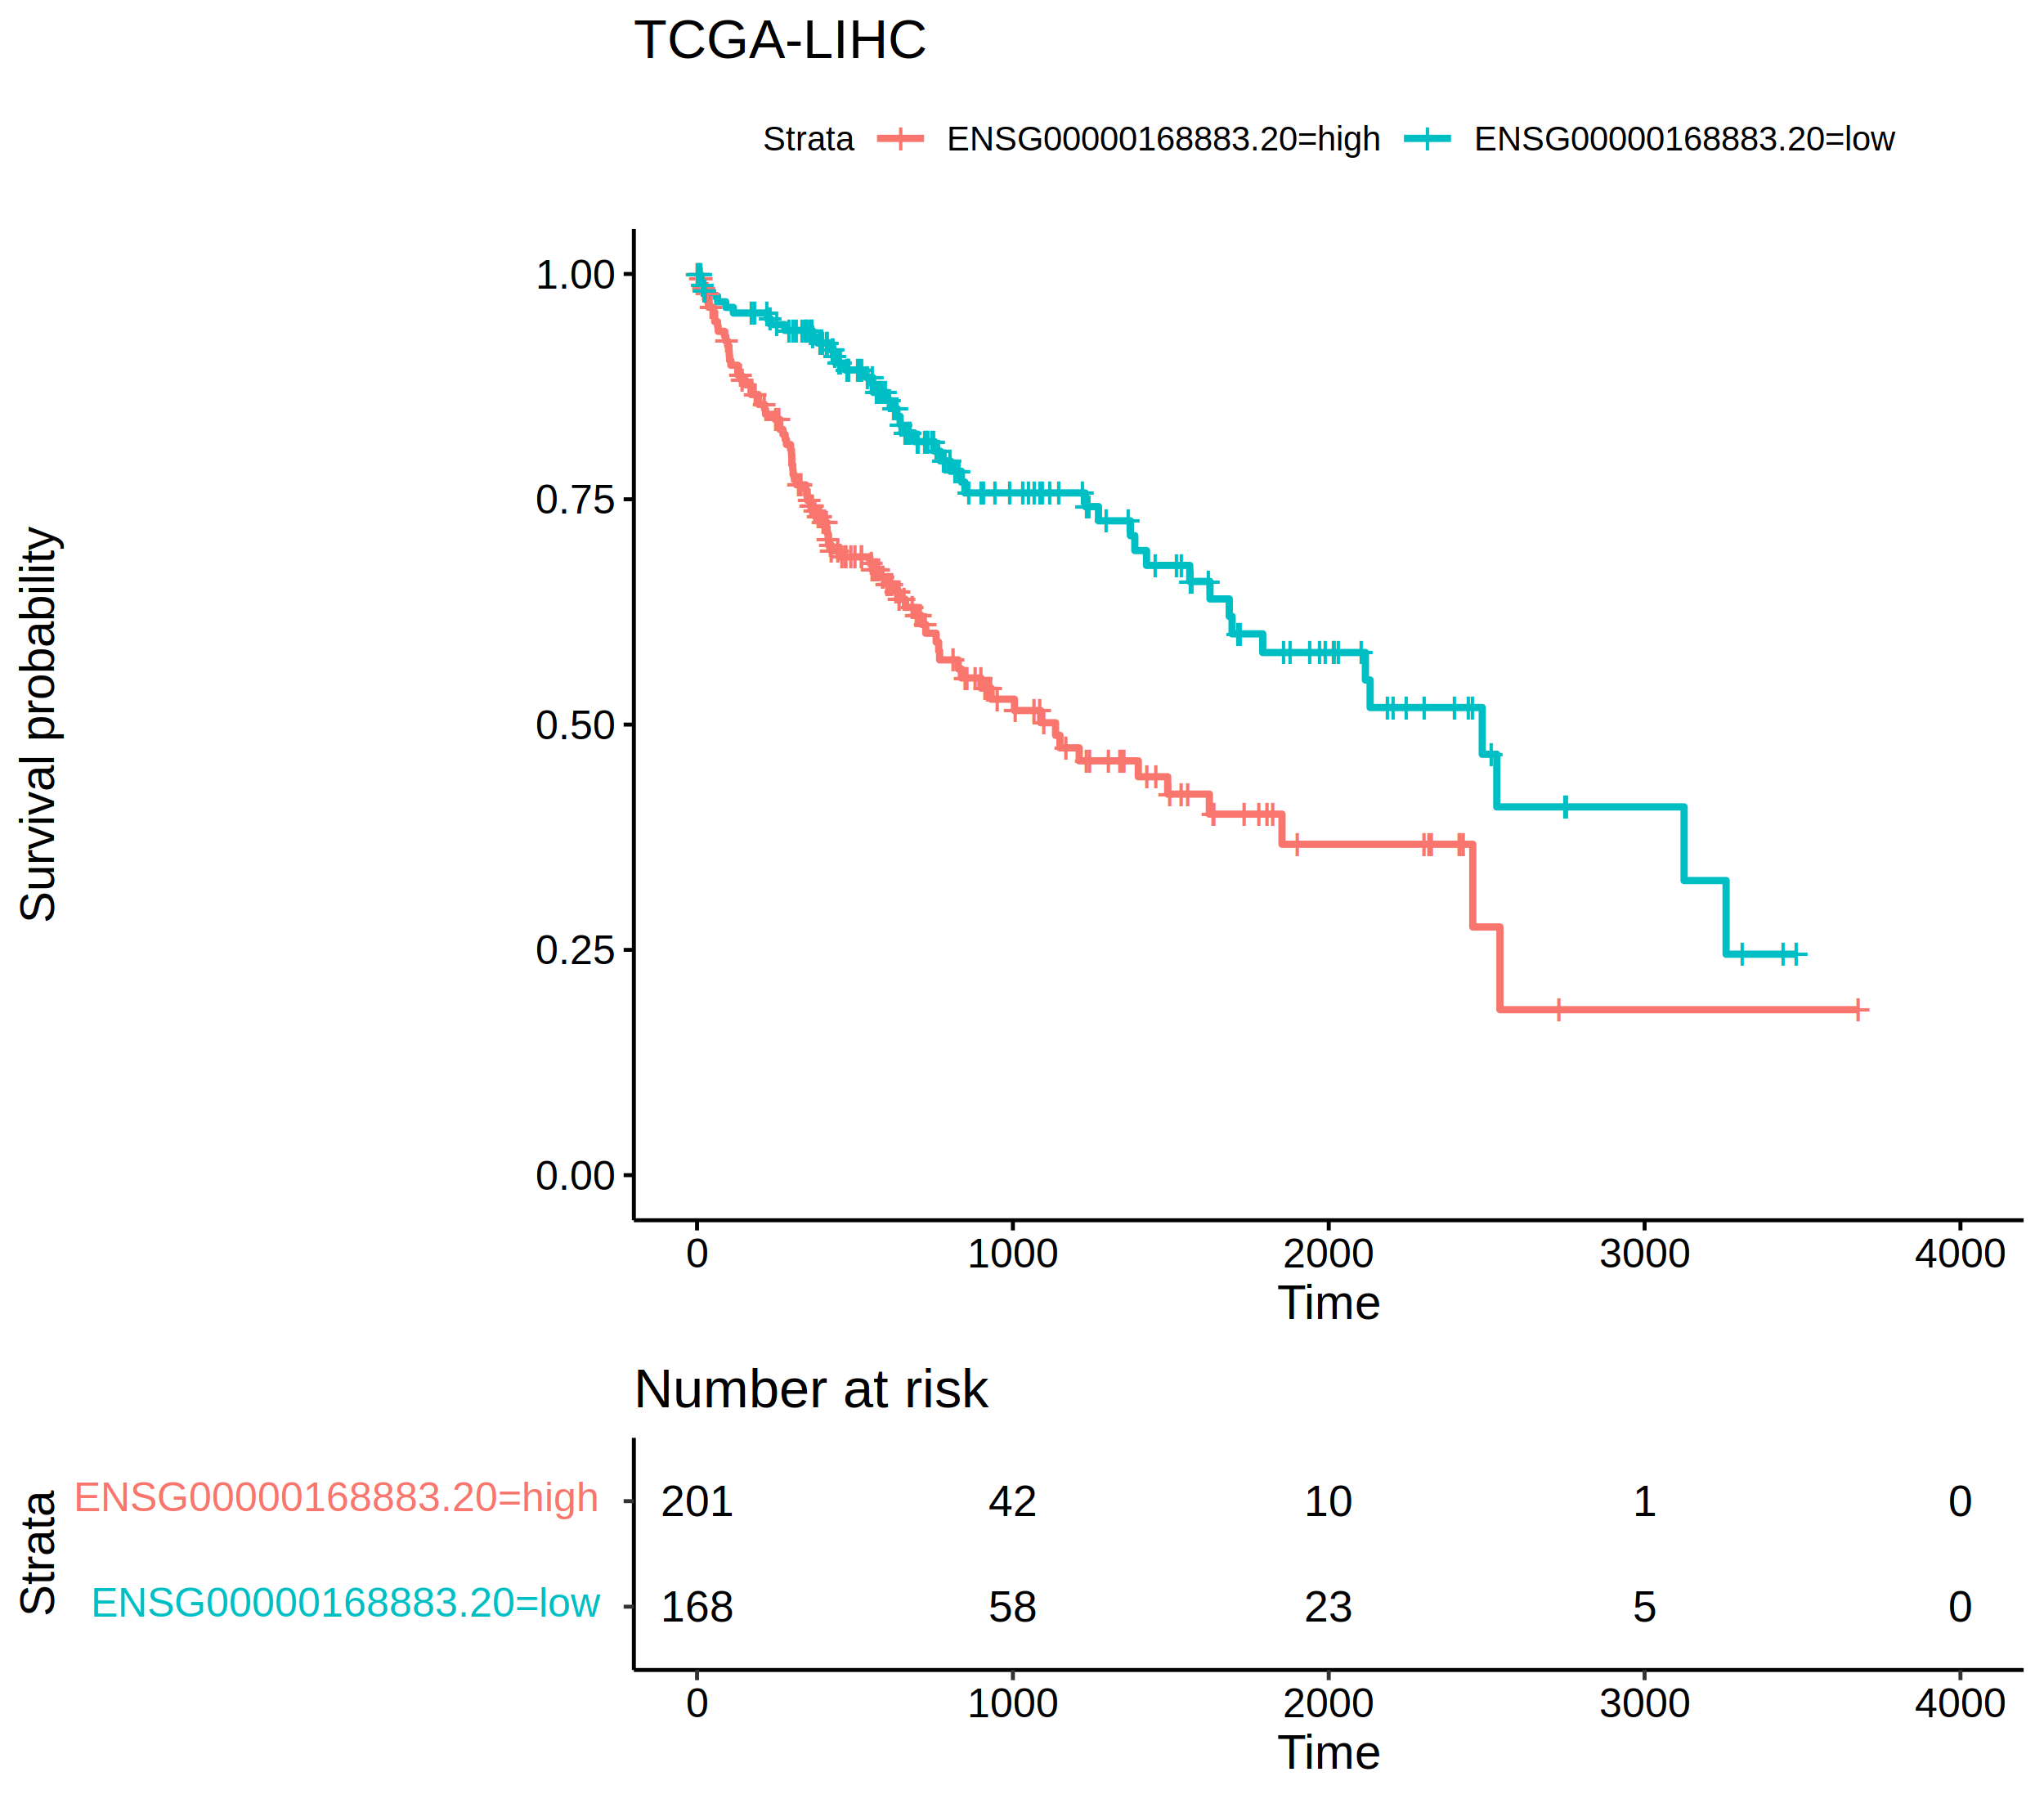 TCGA-LIHC
Strata ENSG00000168883.20=high ENSG00000168883.20=low
Survival probability
1.00
0.75
0.50
0.25
0.00
0 1000 2000 3000 4000
Time
Number at risk
Strata
ENSG00000168883.20=high 201 42 10 1 0
ENSG00000168883.20=low 168 58 23 5 0
0 1000 2000 3000 4000
Time